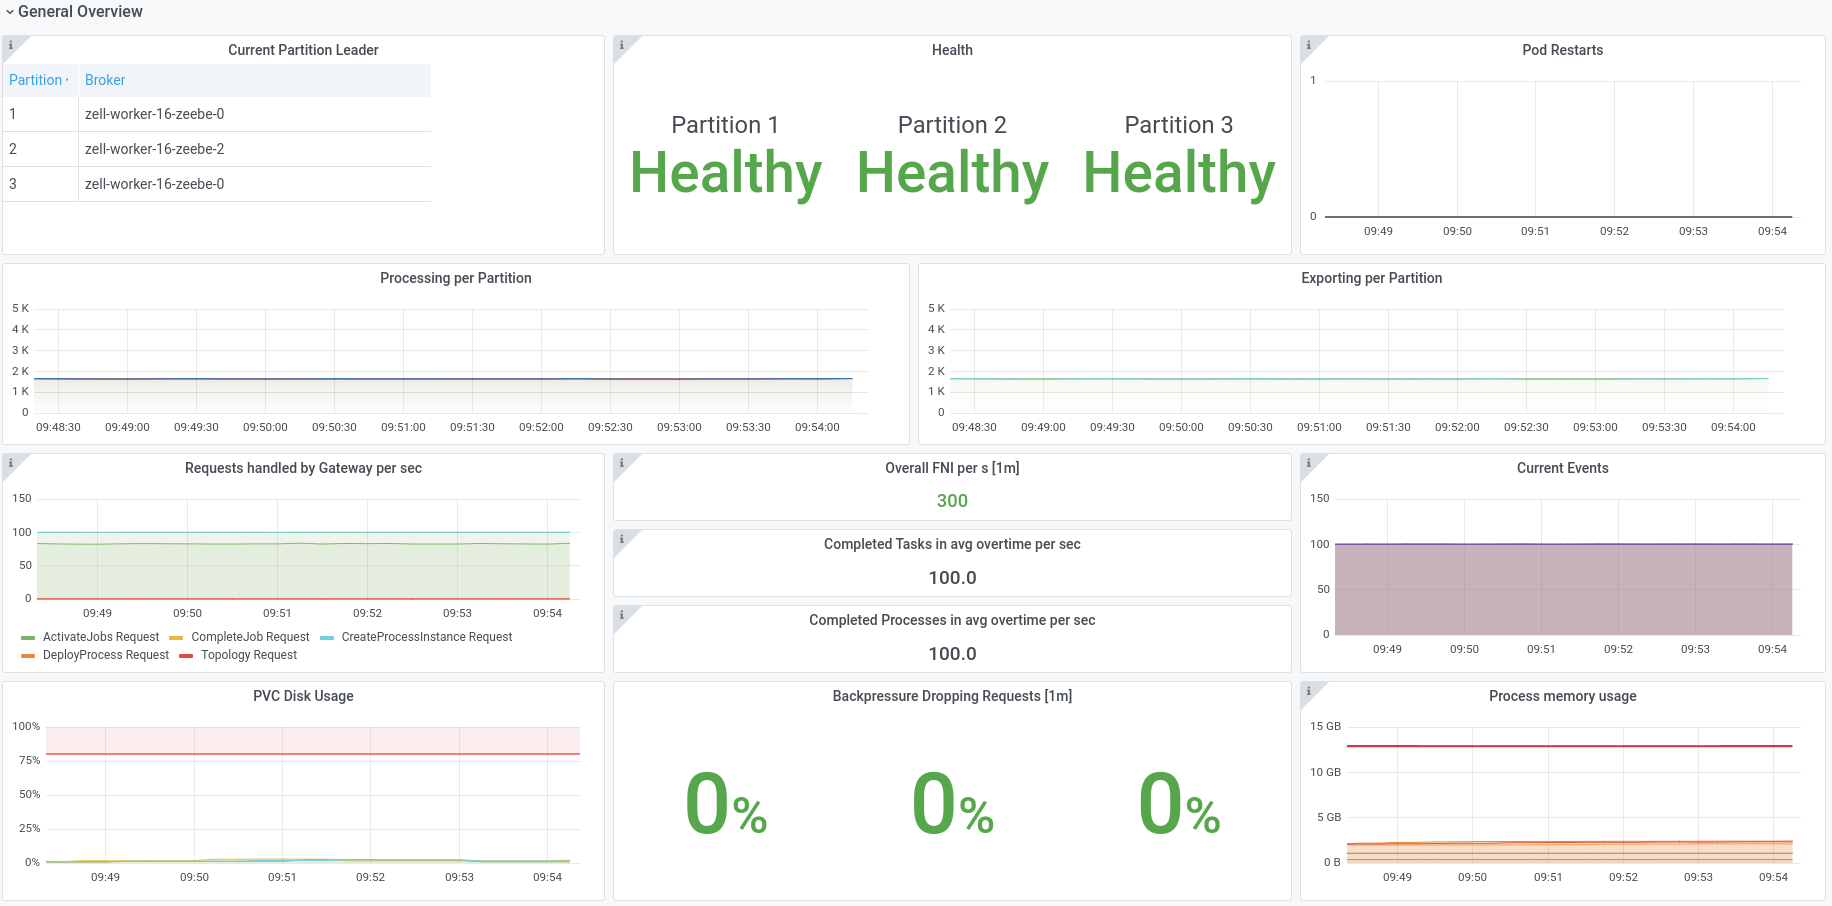 General Overview
Current Partition Leader
Partition Broker
1 zell-worker-16-zeebe-0
2 zell-worker-16-zeebe-2
3 zell-worker-16-zeebe-0
Health
Partition 1 Partition 2 Partition 3
Healthy Healthy Healthy
Pod Restarts
1
0
09:49 09:50 09:51 09:52 09:53 09:54
Processing per Partition
5 K
4 K
3 K
2 K
1 K
0
09:48:30 09:49:00 09:49:30 09:50:00 09:50:30 09:51:00 09:51:30 09:52:00 09:52:30 09:53:00 09:53:30 09:54:00
Exporting per Partition
5 K
4 K
3 K
2 K
1 K
0
09:48:30 09:49:00 09:49:30 09:50:00 09:50:30 09:51:00 09:51:30 09:52:00 09:52:30 09:53:00 09:53:30 09:54:00
Requests handled by Gateway per sec
150
100
50
0
09:49 09:50 09:51 09:52 09:53 09:54
ActivateJobs Request CompleteJob Request CreateProcessInstance Request
DeployProcess Request Topology Request
Overall FNI per s [1m]
300
Completed Tasks in avg overtime per sec
100.0
Completed Processes in avg overtime per sec
100.0
Current Events
150
100
50
0
09:49 09:50 09:51 09:52 09:53 09:54
PVC Disk Usage
100%
75%
50%
25%
0%
09:49 09:50 09:51 09:52 09:53 09:54
Backpressure Dropping Requests [1m]
0% 0% 0%
Process memory usage
15 GB
10 GB
5 GB
0 B
09:49 09:50 09:51 09:52 09:53 09:54